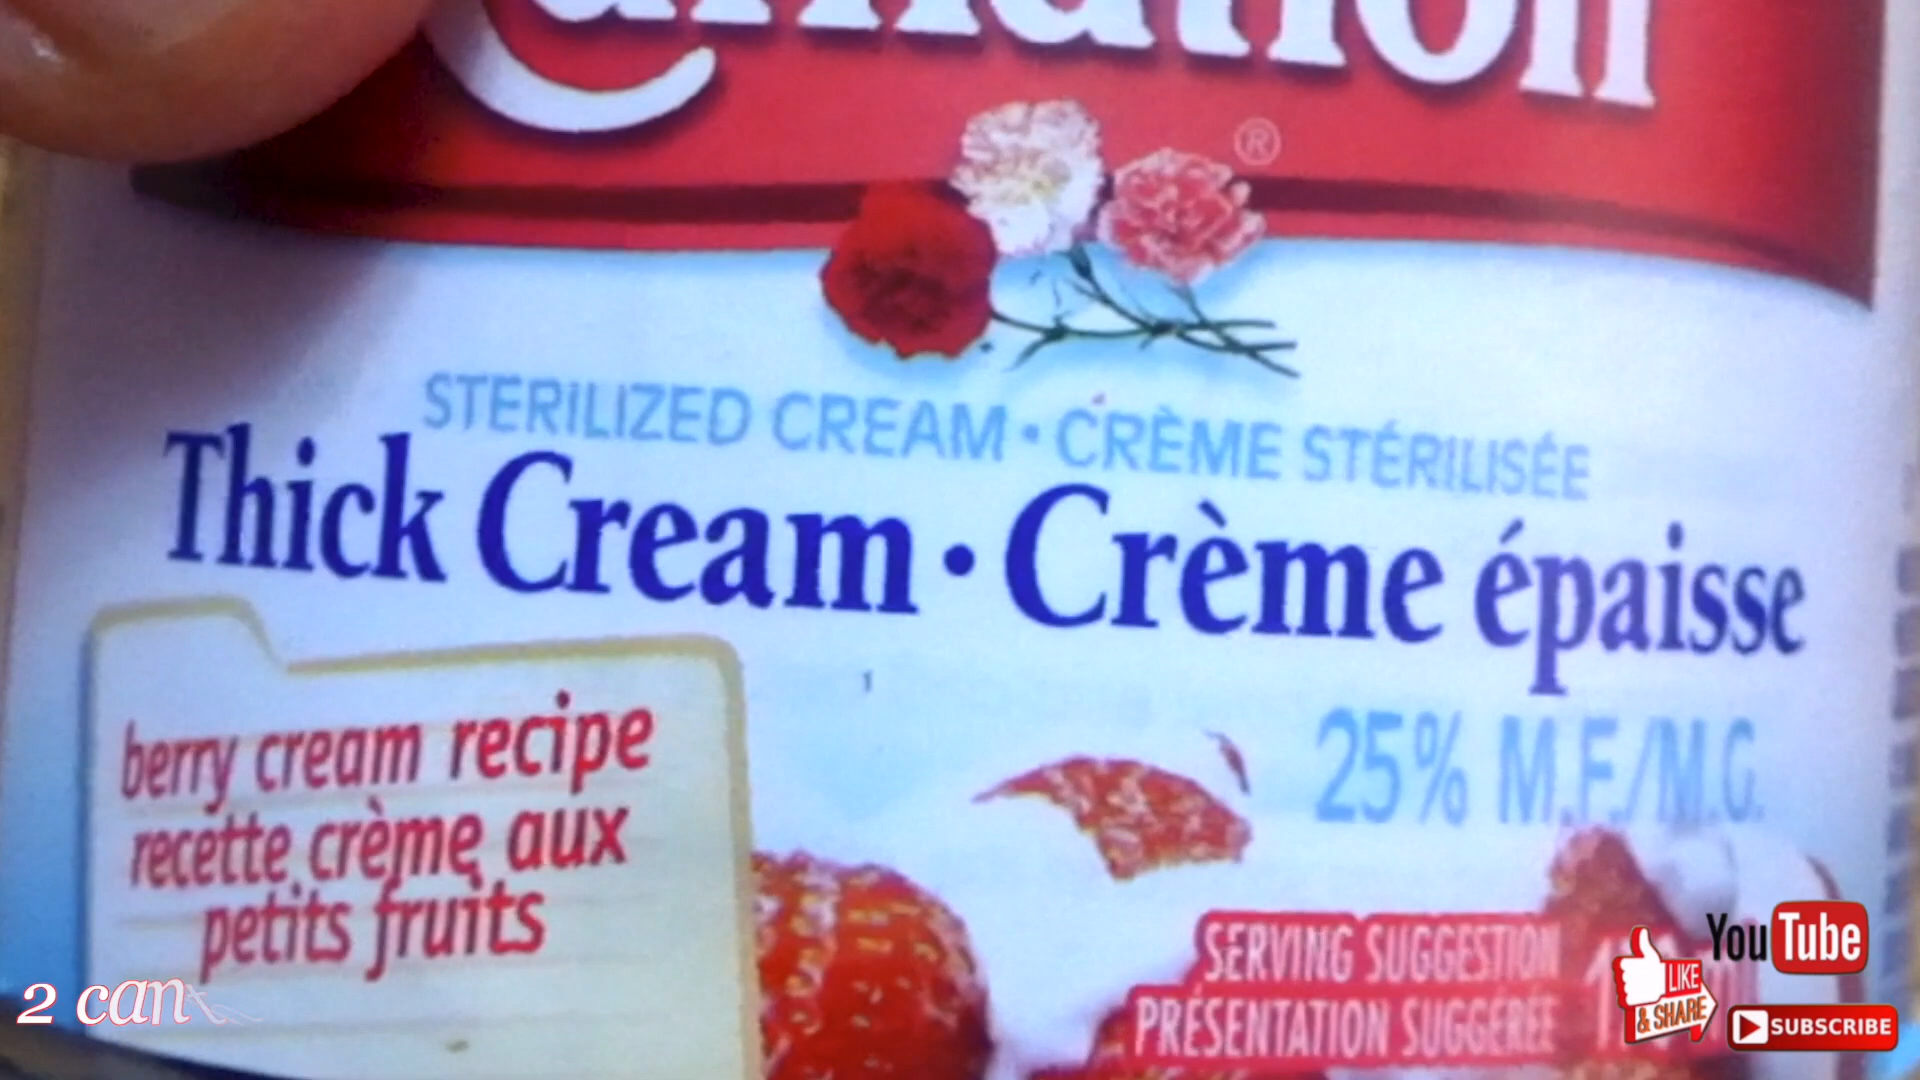 Carnation
®
STERILIZED CREAM • CRÈME STÉRILISÉE
Thick Cream • Crème épaisse
25% M.F./M.G.
berry cream recipe
recette crème aux
petits fruits
SERVING SUGGESTION
PRÉSENTATION SUGGÉRÉE
2 can
YouTube
LIKE
& SHARE
SUBSCRIBE